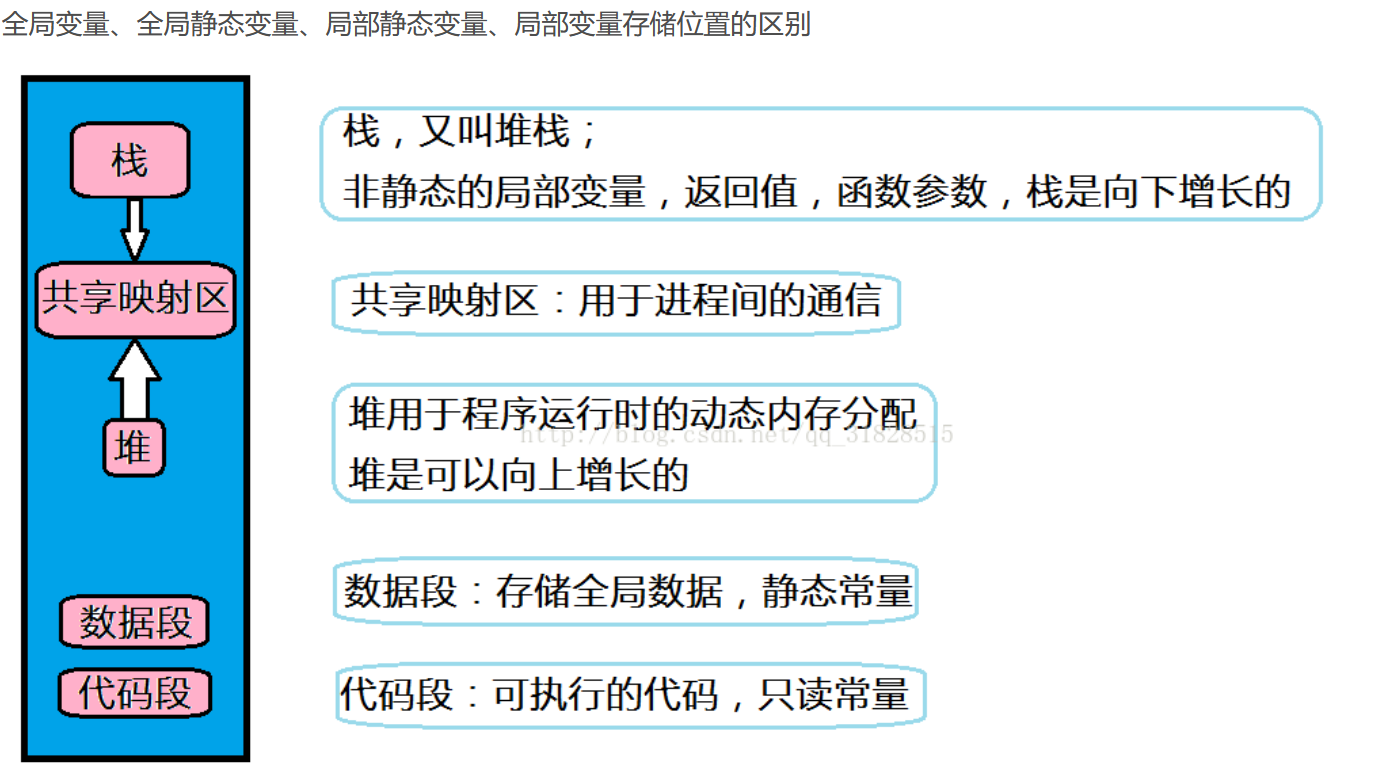 全局变量、全局静态变量、局部静态变量、局部变量存储位置的区别
栈
栈，又叫堆栈；
非静态的局部变量，返回值，函数参数，栈是向下增长的
共享映射区
共享映射区：用于进程间的通信
堆
堆用于程序运行时的动态内存分配
http://blog.csdn.net/qq_31828515
堆是可以向上增长的
数据段
数据段：存储全局数据，静态常量
代码段
代码段：可执行的代码，只读常量